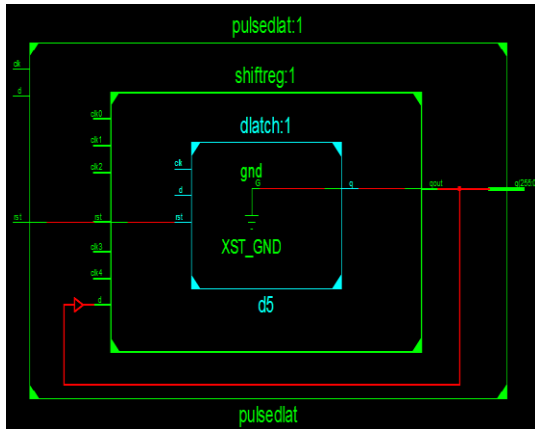 pulsedlat:1
clk
shiftreg:1
d
clk0
dlatch:1
clk1
clk2
clk
gnd
G
q
qout
d
rst
rst
rst
XST_GND
clk3
clk4
d
d5
pulsedlat